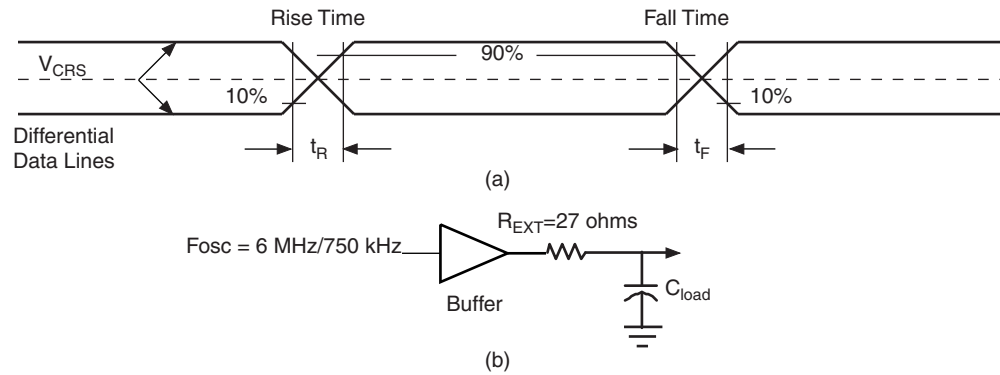 Rise Time
Fall Time
V_CRS
90%
10%
10%
Differential
Data Lines
t_R
t_F
(a)
R_EXT=27 ohms
Fosc = 6 MHz/750 kHz
Buffer
C_load
(b)